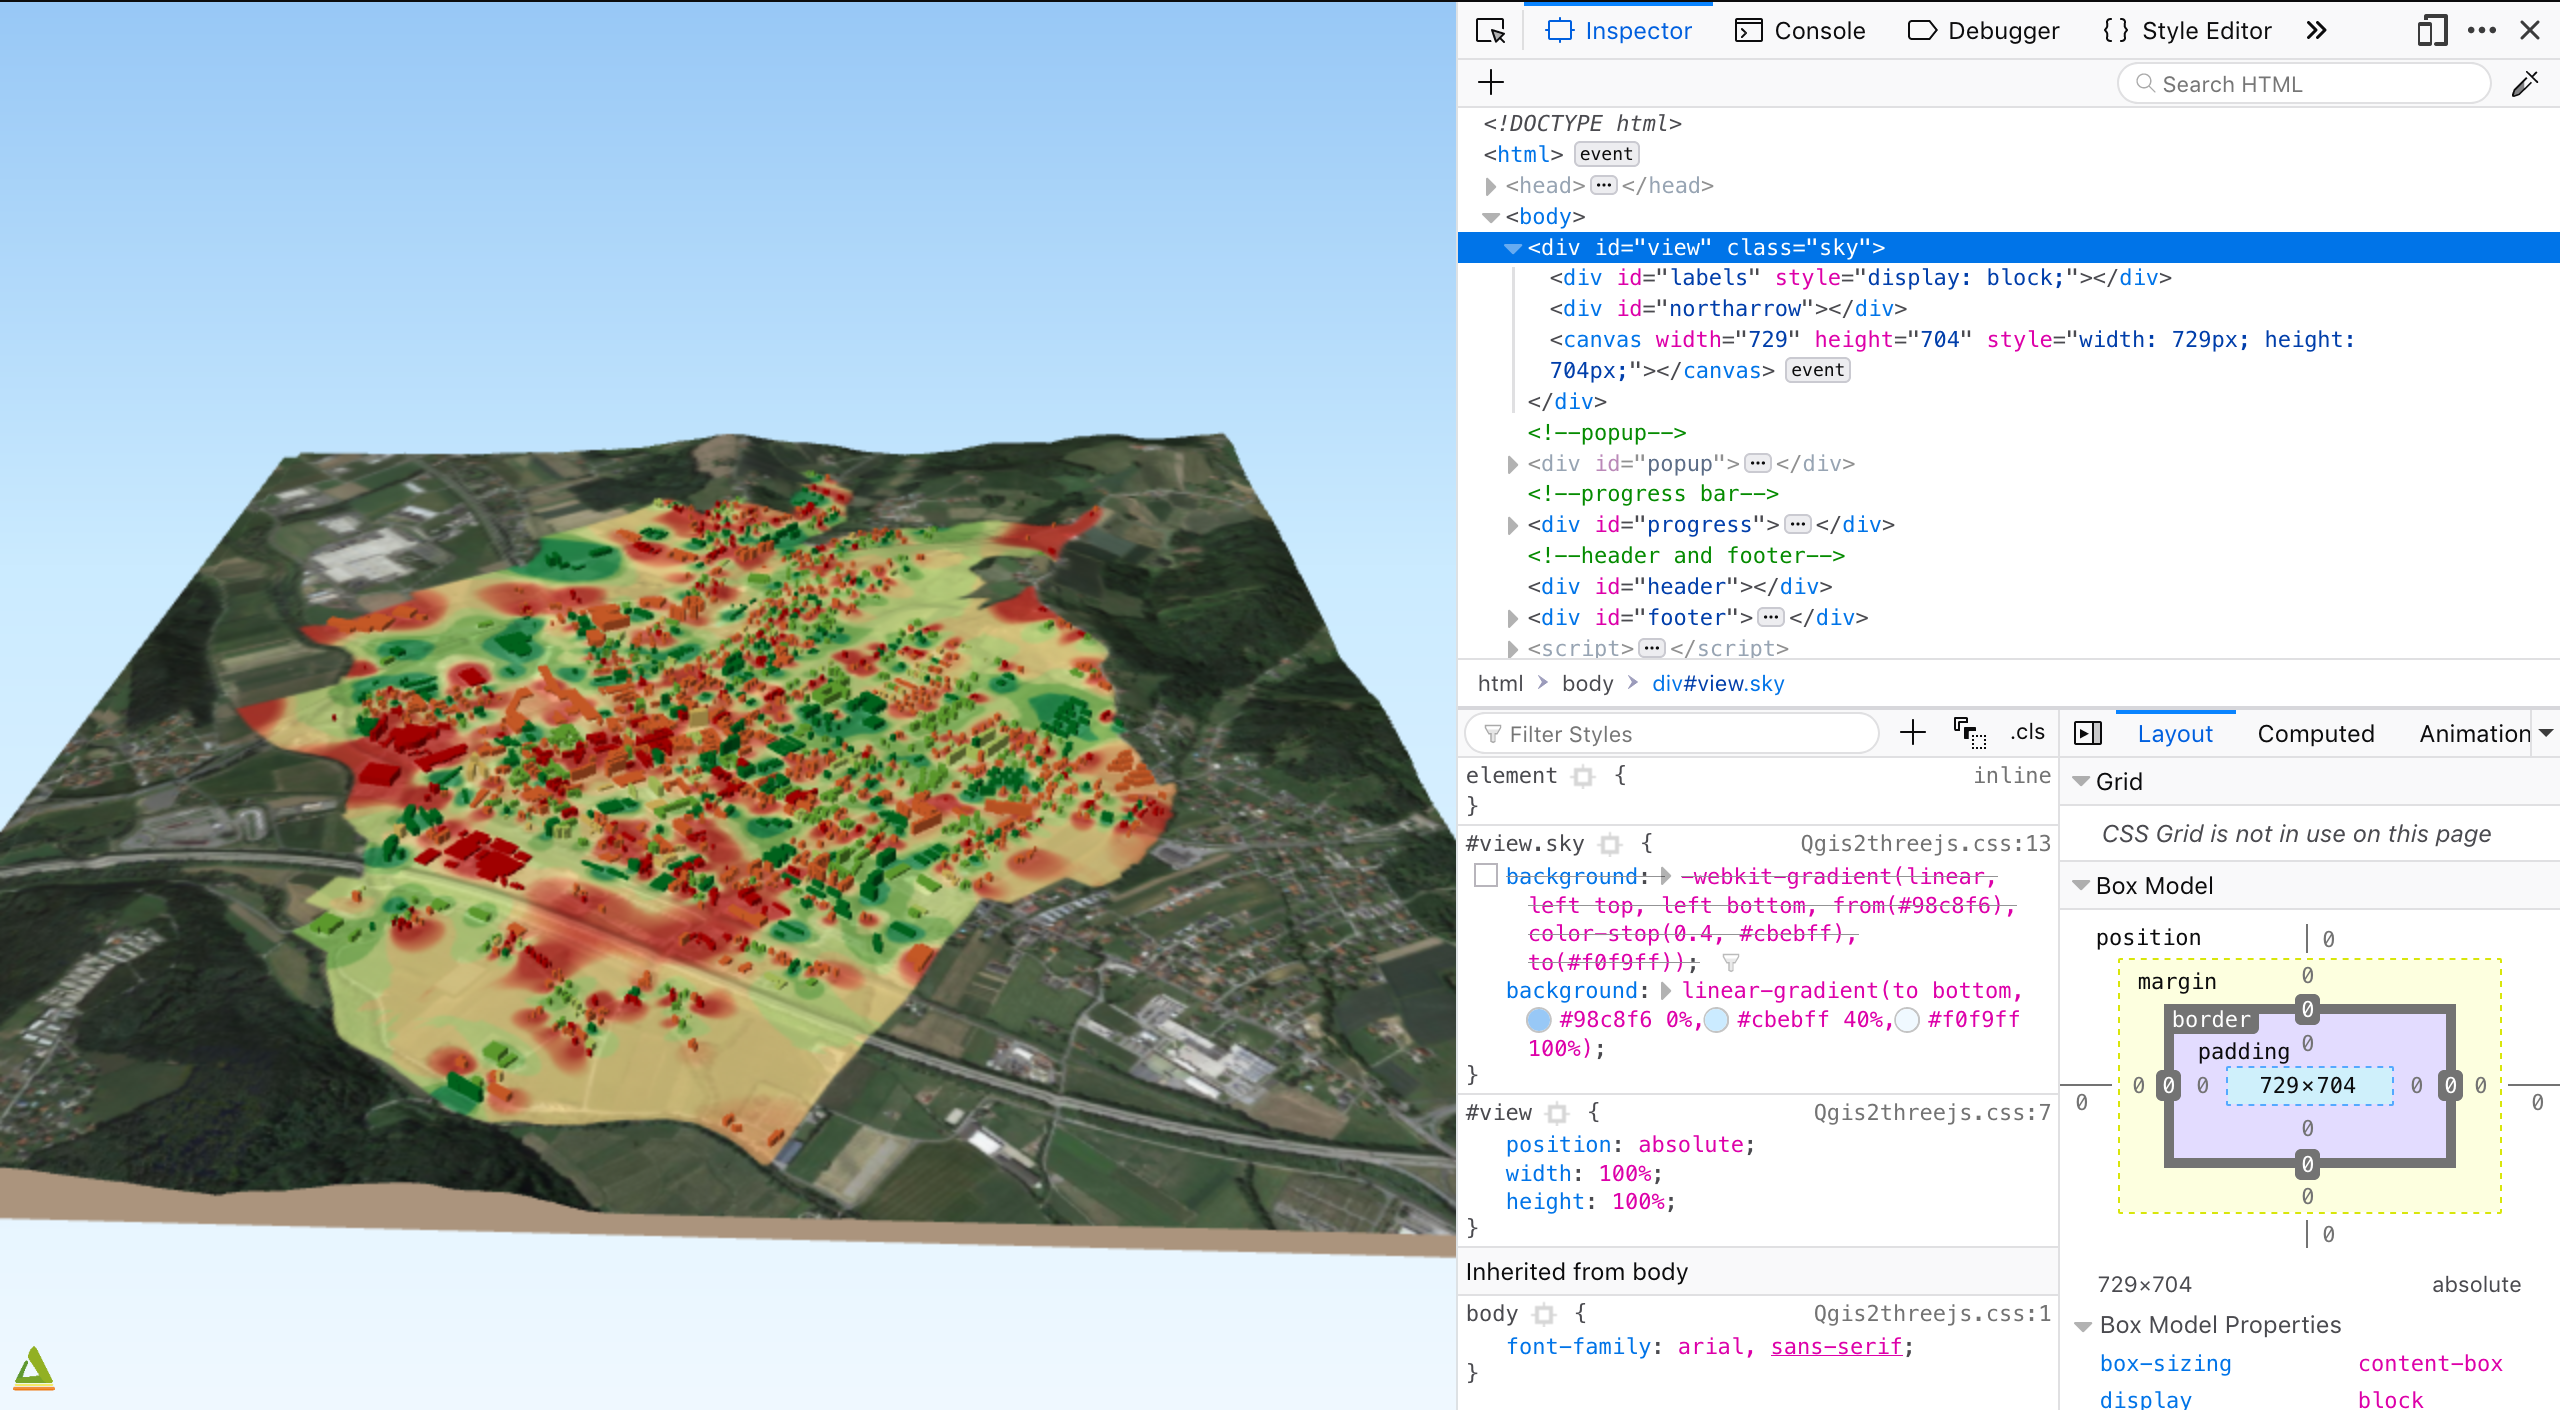 Inspector
Console
Debugger
{ } Style Editor
Search HTML
<!DOCTYPE html>
<html> event
<head> ··· </head>
<body>
<div id="view" class="sky">
<div id="labels" style="display: block;"></div>
<div id="northarrow"></div>
<canvas width="729" height="704" style="width: 729px; height:
704px;"></canvas> event
</div>
<!--popup-->
<div id="popup"> ··· </div>
<!--progress bar-->
<div id="progress"> ··· </div>
<!--header and footer-->
<div id="header"></div>
<div id="footer"> ··· </div>
<script> ··· </script>
html > body > div#view.sky
Filter Styles
.cls
element {
inline
}
#view.sky {
Qgis2threejs.css:13
background: -webkit-gradient(linear,
left top, left bottom, from(#98c8f6),
color-stop(0.4, #cbebff),
to(#f0f9ff));
background: linear-gradient(to bottom,
#98c8f6 0%, #cbebff 40%, #f0f9ff
100%);
}
#view {
Qgis2threejs.css:7
position: absolute;
width: 100%;
height: 100%;
}
Inherited from body
body {
Qgis2threejs.css:1
font-family: arial, sans-serif;
}
Layout
Computed
Animation
Grid
CSS Grid is not in use on this page
Box Model
position
0
margin
0
border
0
padding
0
0
0
0
0
729×704
0
0
0
0
0
0
0
0
729×704
absolute
Box Model Properties
box-sizing
content-box
display
block